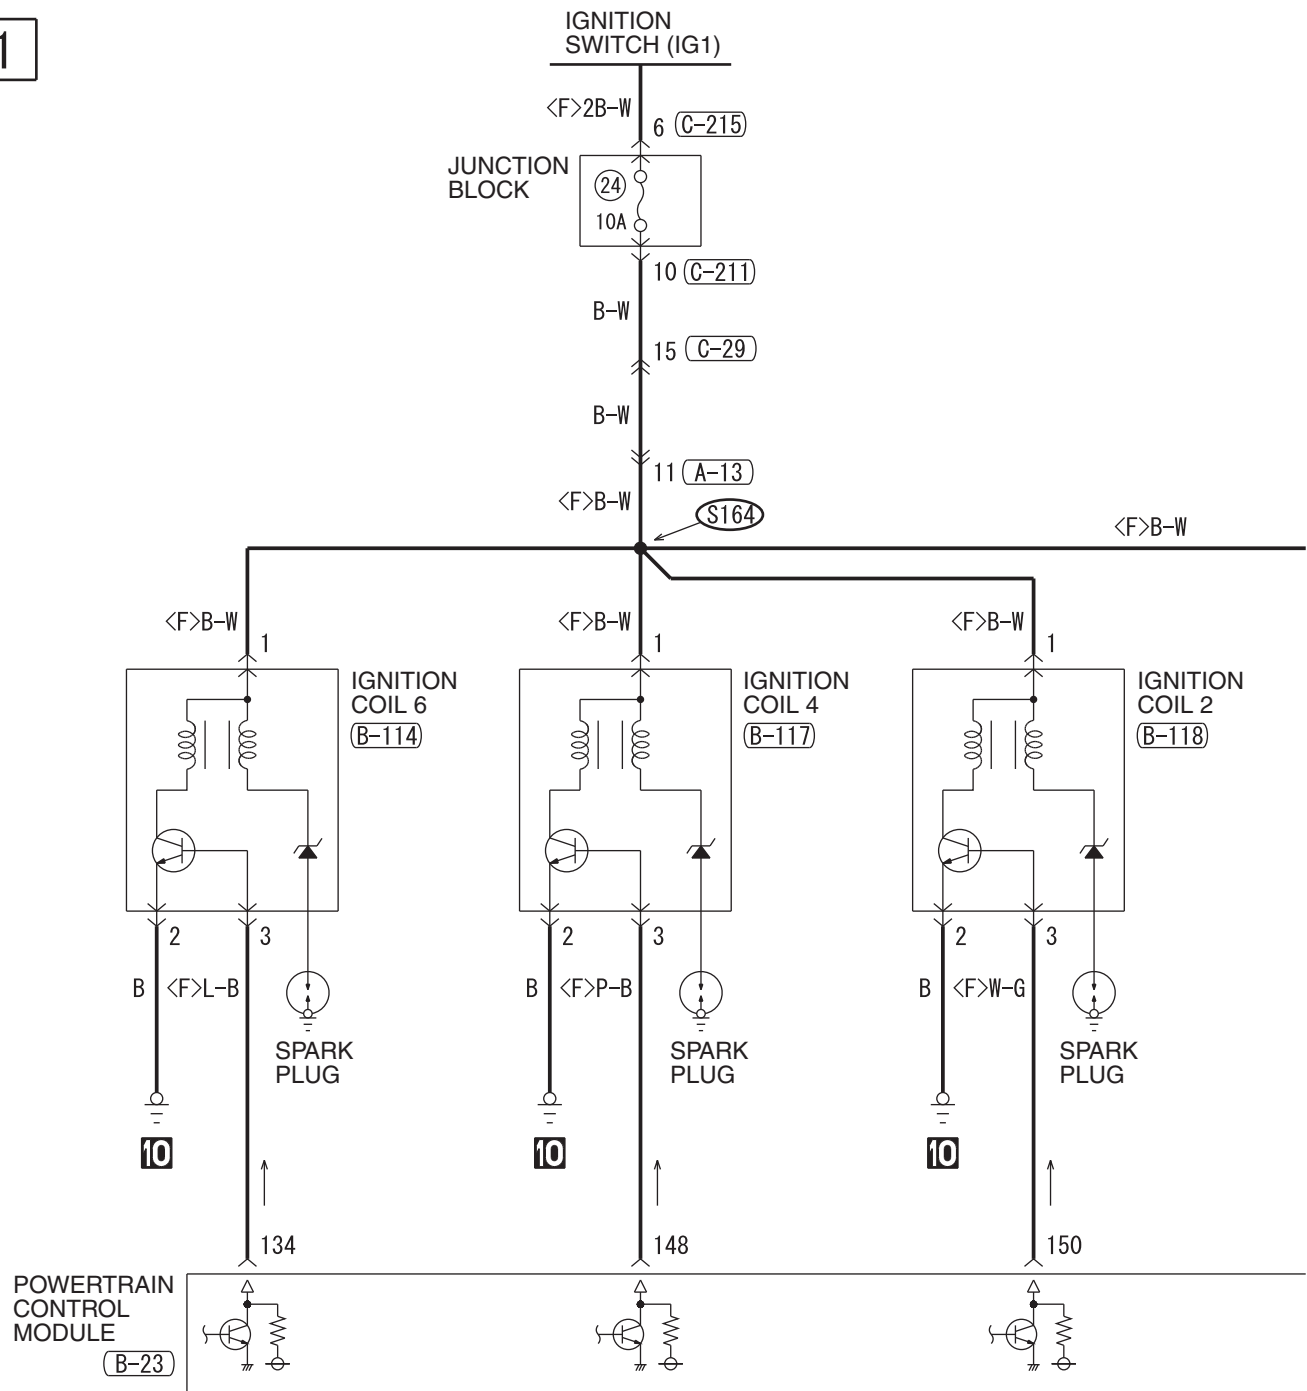 1
IGNITION
SWITCH (IG1)
<F>2B-W
6 C-215
JUNCTION
BLOCK
24
10A
10 C-211
B-W
15 C-29
B-W
11 A-13
<F>B-W
S164
<F>B-W
<F>B-W
1
<F>B-W
1
<F>B-W
1
IGNITION
COIL 6
B-114
IGNITION
COIL 4
B-117
IGNITION
COIL 2
B-118
2
3
2
3
2
3
B
<F>L-B
B
<F>P-B
B
<F>W-G
SPARK
PLUG
SPARK
PLUG
SPARK
PLUG
10
10
10
134
148
150
POWERTRAIN
CONTROL
MODULE
B-23